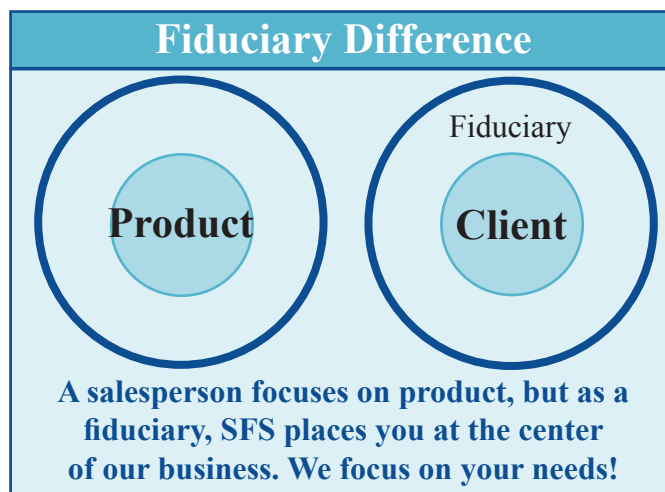 Fiduciary Difference
Fiduciary
Product
Client
A salesperson focuses on product, but as a
fiduciary, SFS places you at the center
of our business. We focus on your needs!